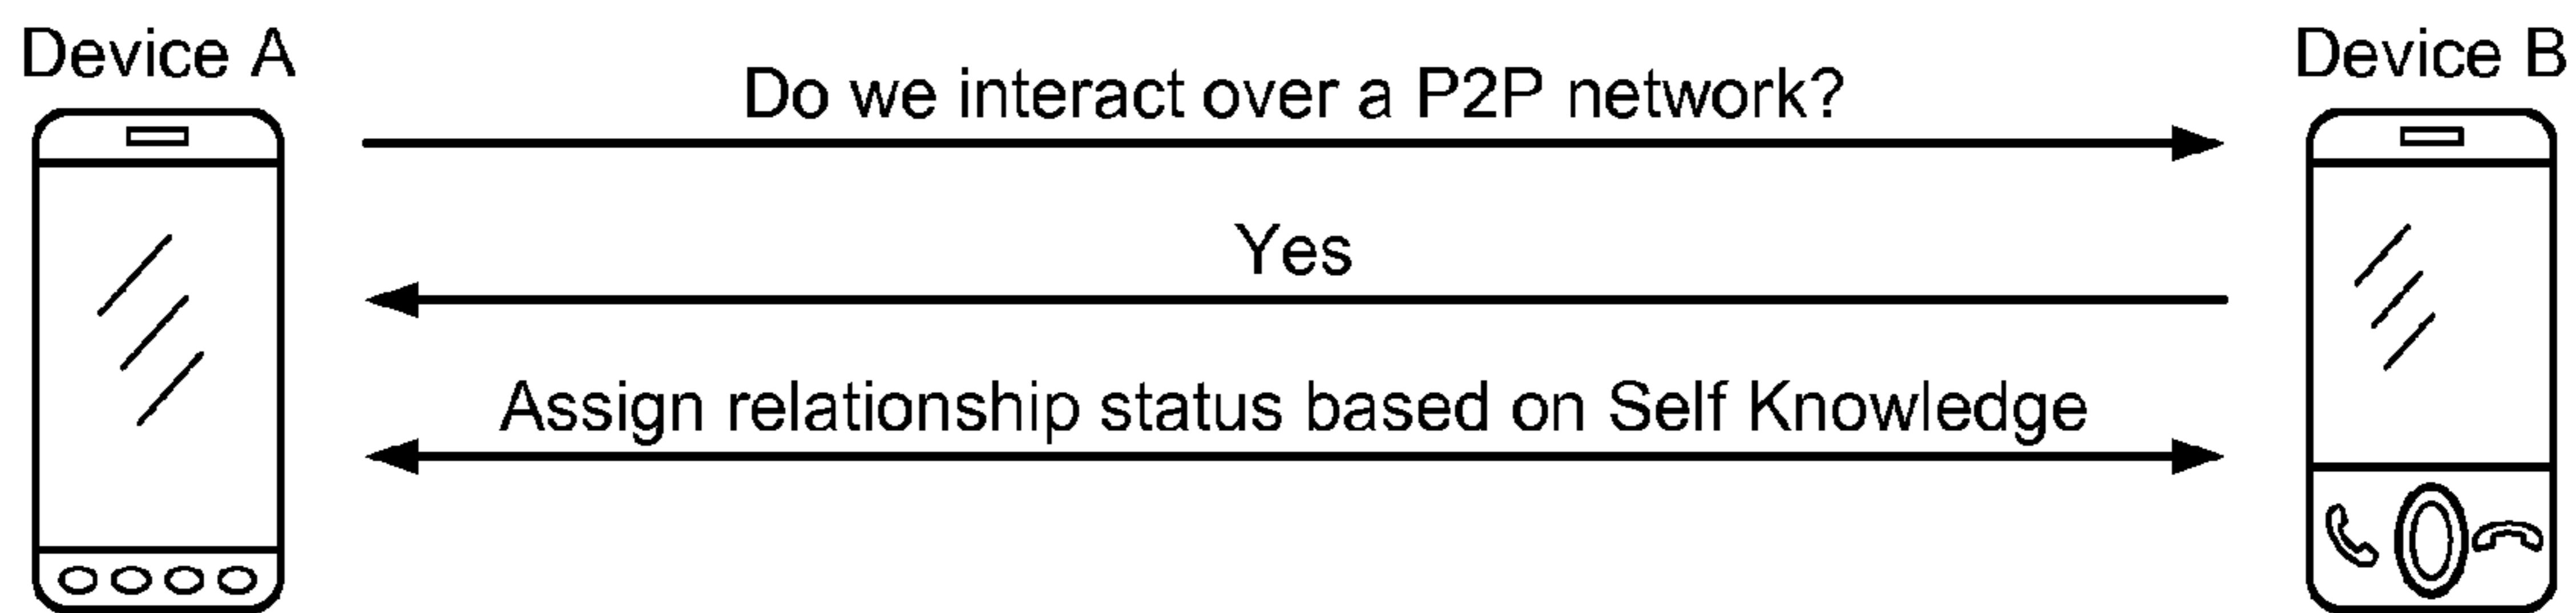 Device A
Device B
Do we interact over a P2P network?
Yes
Assign relationship status based on Self Knowledge